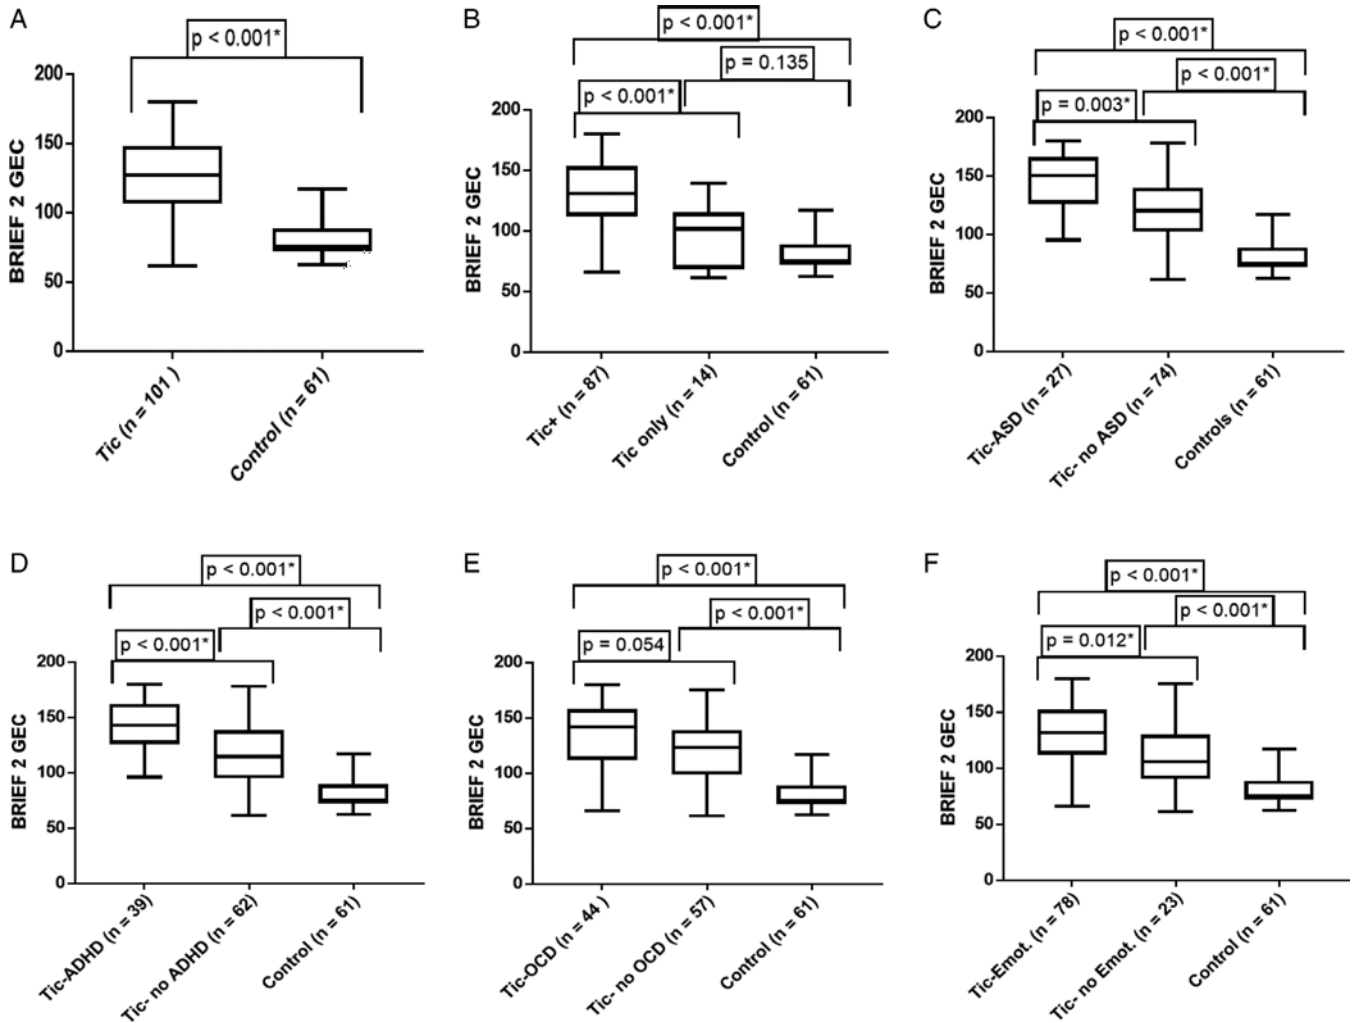 A
p < 0.001*
BRIEF 2 GEC
200
150
100
50
0
Tic (n = 101 )
Control (n = 61)
B
p < 0.001*
p = 0.135
p < 0.001*
BRIEF 2 GEC
200
150
100
50
0
Tic+ (n = 87)
Tic only (n = 14)
Control (n = 61)
C
p < 0.001*
p < 0.001*
p = 0.003*
BRIEF 2 GEC
200
150
100
50
0
Tic-ASD (n = 27)
Tic- no ASD (n = 74)
Controls (n = 61)
D
p < 0.001*
p < 0.001*
p < 0.001*
BRIEF 2 GEC
200
150
100
50
0
Tic-ADHD (n = 39)
Tic- no ADHD (n = 62)
Control (n = 61)
E
p < 0.001*
p < 0.001*
p = 0.054
BRIEF 2 GEC
200
150
100
50
0
Tic-OCD (n = 44 )
Tic- no OCD (n = 57)
Control (n = 61)
F
p < 0.001*
p < 0.001*
p = 0.012*
BRIEF 2 GEC
200
150
100
50
0
Tic-Emot. (n = 78)
Tic- no Emot. (n = 23)
Control (n = 61)